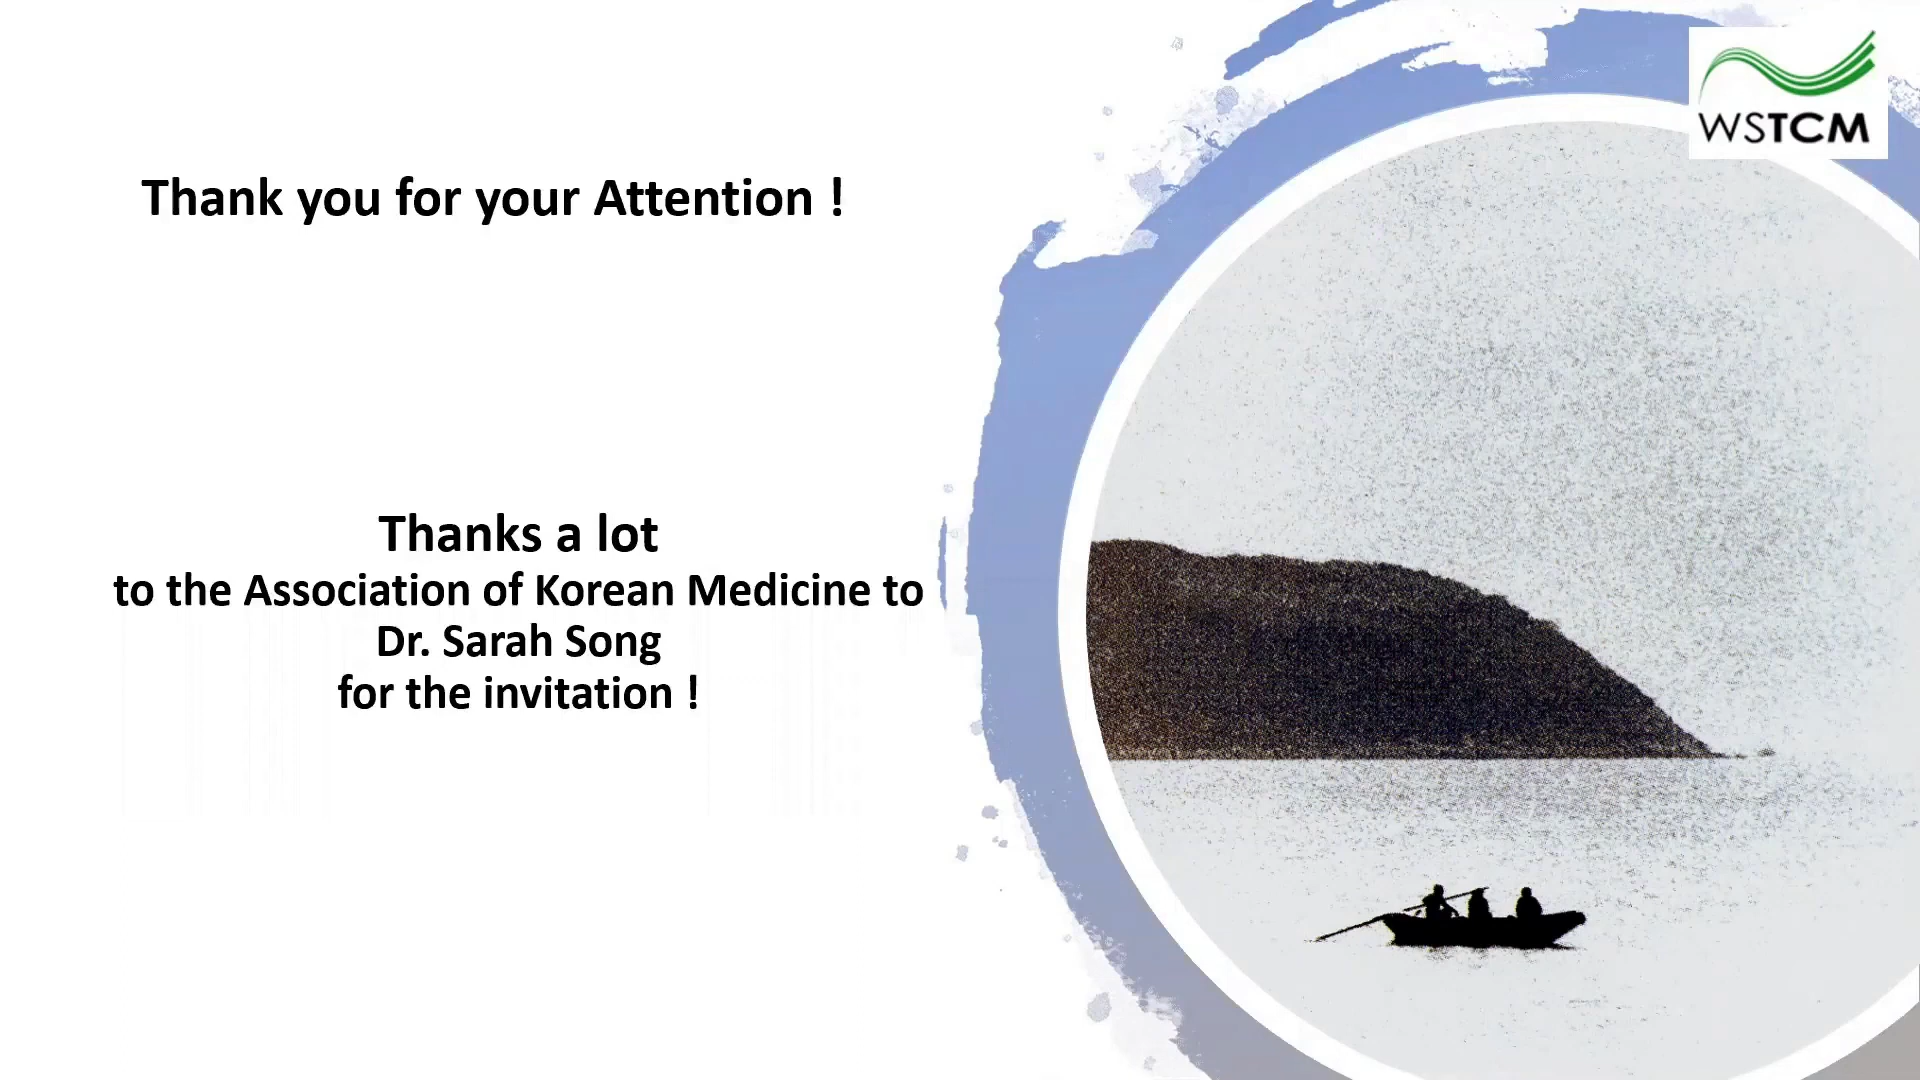 WSTCM
Thank you for your Attention !
Thanks a lot
to the Association of Korean Medicine to
Dr. Sarah Song
for the invitation !